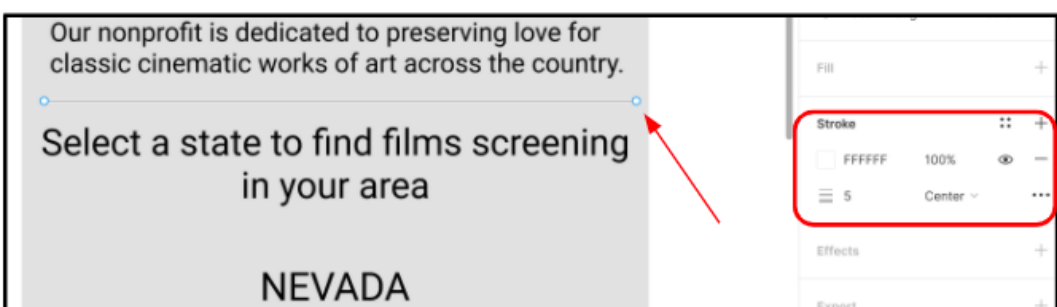 Our nonprofit is dedicated to preserving love for
classic cinematic works of art across the country.
Select a state to find films screening
in your area
NEVADA
Fill
Stroke
FFFFFF 100%
5 Center
Effects
Export